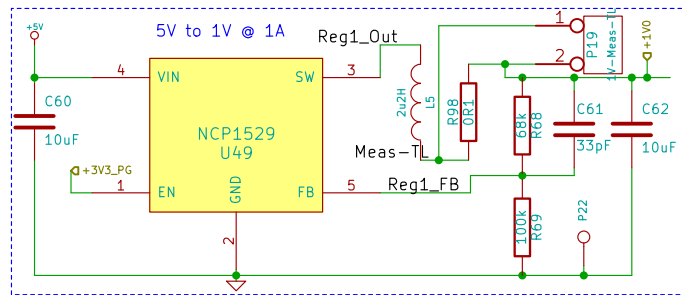 5V to 1V @ 1A
+5V
Reg1_Out
1
2
P19
1V-Meas-TL
+1V0
4
VIN
SW
3
2u2H
L5
R98
0R1
C60
10uF
NCP1529
U49
68k
R68
C61
33pF
C62
10uF
Meas-TL
+3V3_PG
1
EN
GND
FB
5
Reg1_FB
2
100k
R69
P22